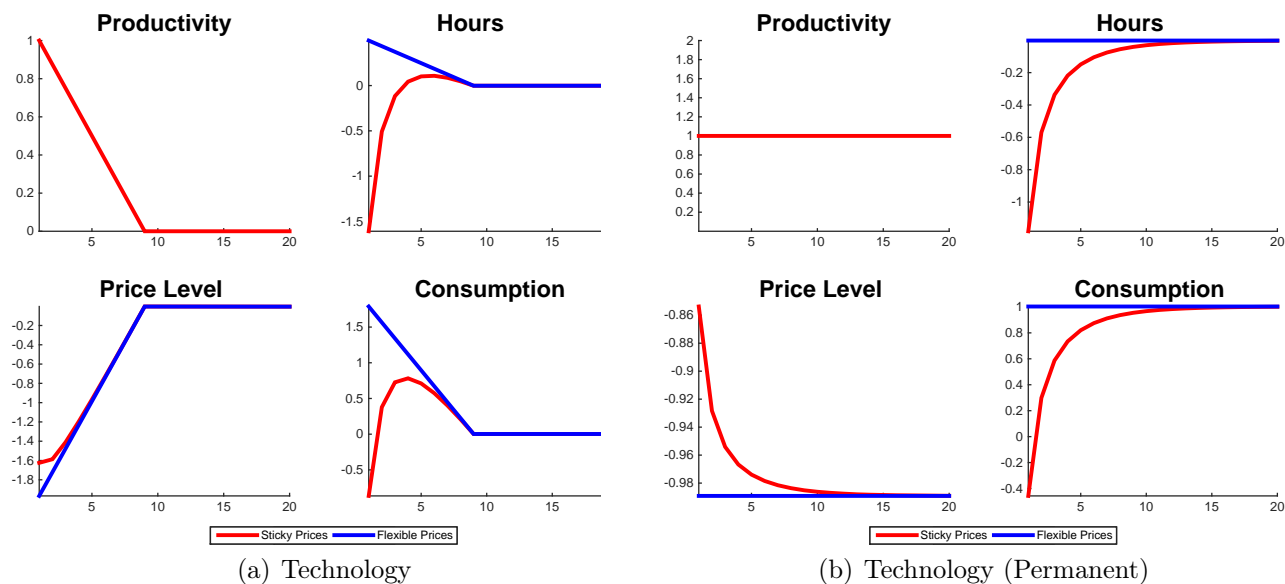 Productivity
1
0.8
0.6
0.4
0.2
0
5 10 15 20
Hours
0
-0.5
-1
-1.5
5 10 15
Price Level
-0.2
-0.4
-0.6
-0.8
-1
-1.2
-1.4
-1.6
-1.8
5 10 15 20
Consumption
1.5
1
0.5
0
-0.5
5 10 15
Sticky Prices Flexible Prices
(a) Technology
Productivity
2
1.8
1.6
1.4
1.2
1
0.8
0.6
0.4
0.2
5 10 15 20
Hours
-0.2
-0.4
-0.6
-0.8
-1
5 10 15 20
Price Level
-0.86
-0.88
-0.9
-0.92
-0.94
-0.96
-0.98
5 10 15 20
Consumption
1
0.8
0.6
0.4
0.2
0
-0.2
-0.4
5 10 15 20
Sticky Prices Flexible Prices
(b) Technology (Permanent)